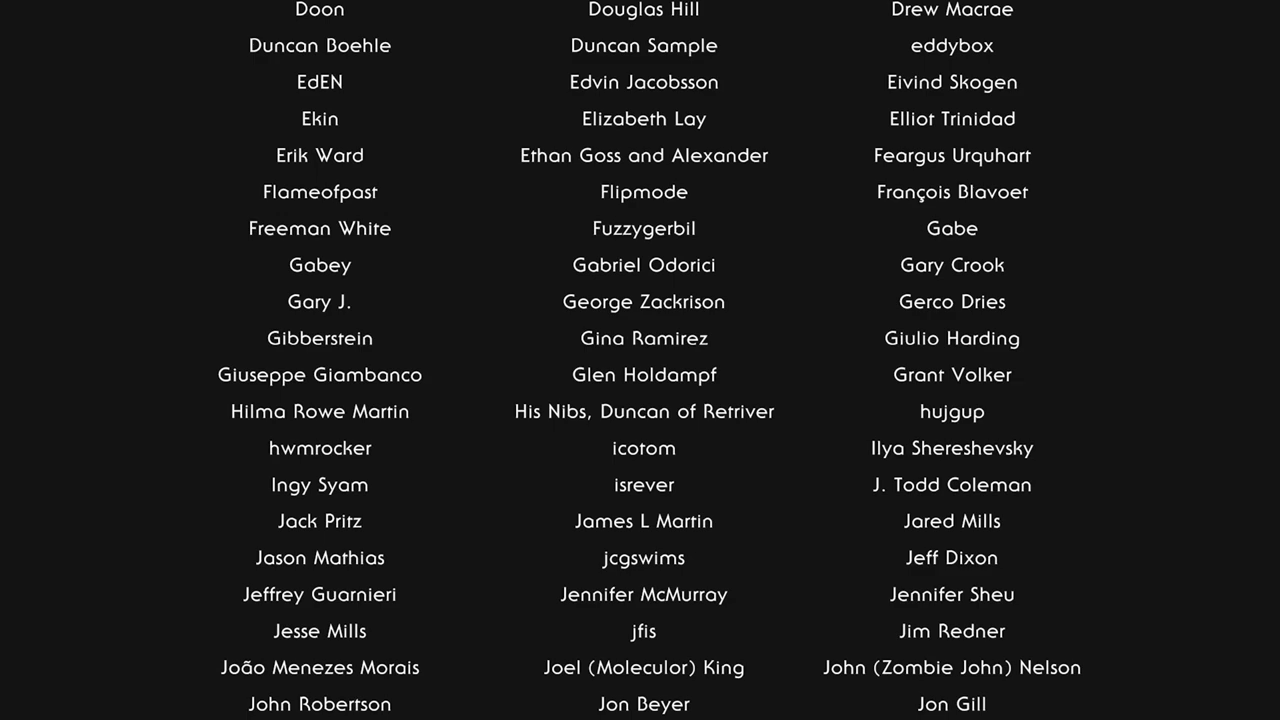 Doon Douglas Hill Drew Macrae
Duncan Boehle Duncan Sample eddybox
EdEN Edvin Jacobsson Eivind Skogen
Ekin Elizabeth Lay Elliot Trinidad
Erik Ward Ethan Goss and Alexander Feargus Urquhart
Flameofpast Flipmode François Blavoet
Freeman White Fuzzygerbil Gabe
Gabey Gabriel Odorici Gary Crook
Gary J. George Zackrison Gerco Dries
Gibberstein Gina Ramirez Giulio Harding
Giuseppe Giambanco Glen Holdampf Grant Volker
Hilma Rowe Martin His Nibs, Duncan of Retriver hujgup
hwmrocker icotom Ilya Shereshevsky
Ingy Syam isrever J. Todd Coleman
Jack Pritz James L Martin Jared Mills
Jason Mathias jcgswims Jeff Dixon
Jeffrey Guarnieri Jennifer McMurray Jennifer Sheu
Jesse Mills jfis Jim Redner
João Menezes Morais Joel (Moleculor) King John (Zombie John) Nelson
John Robertson Jon Beyer Jon Gill